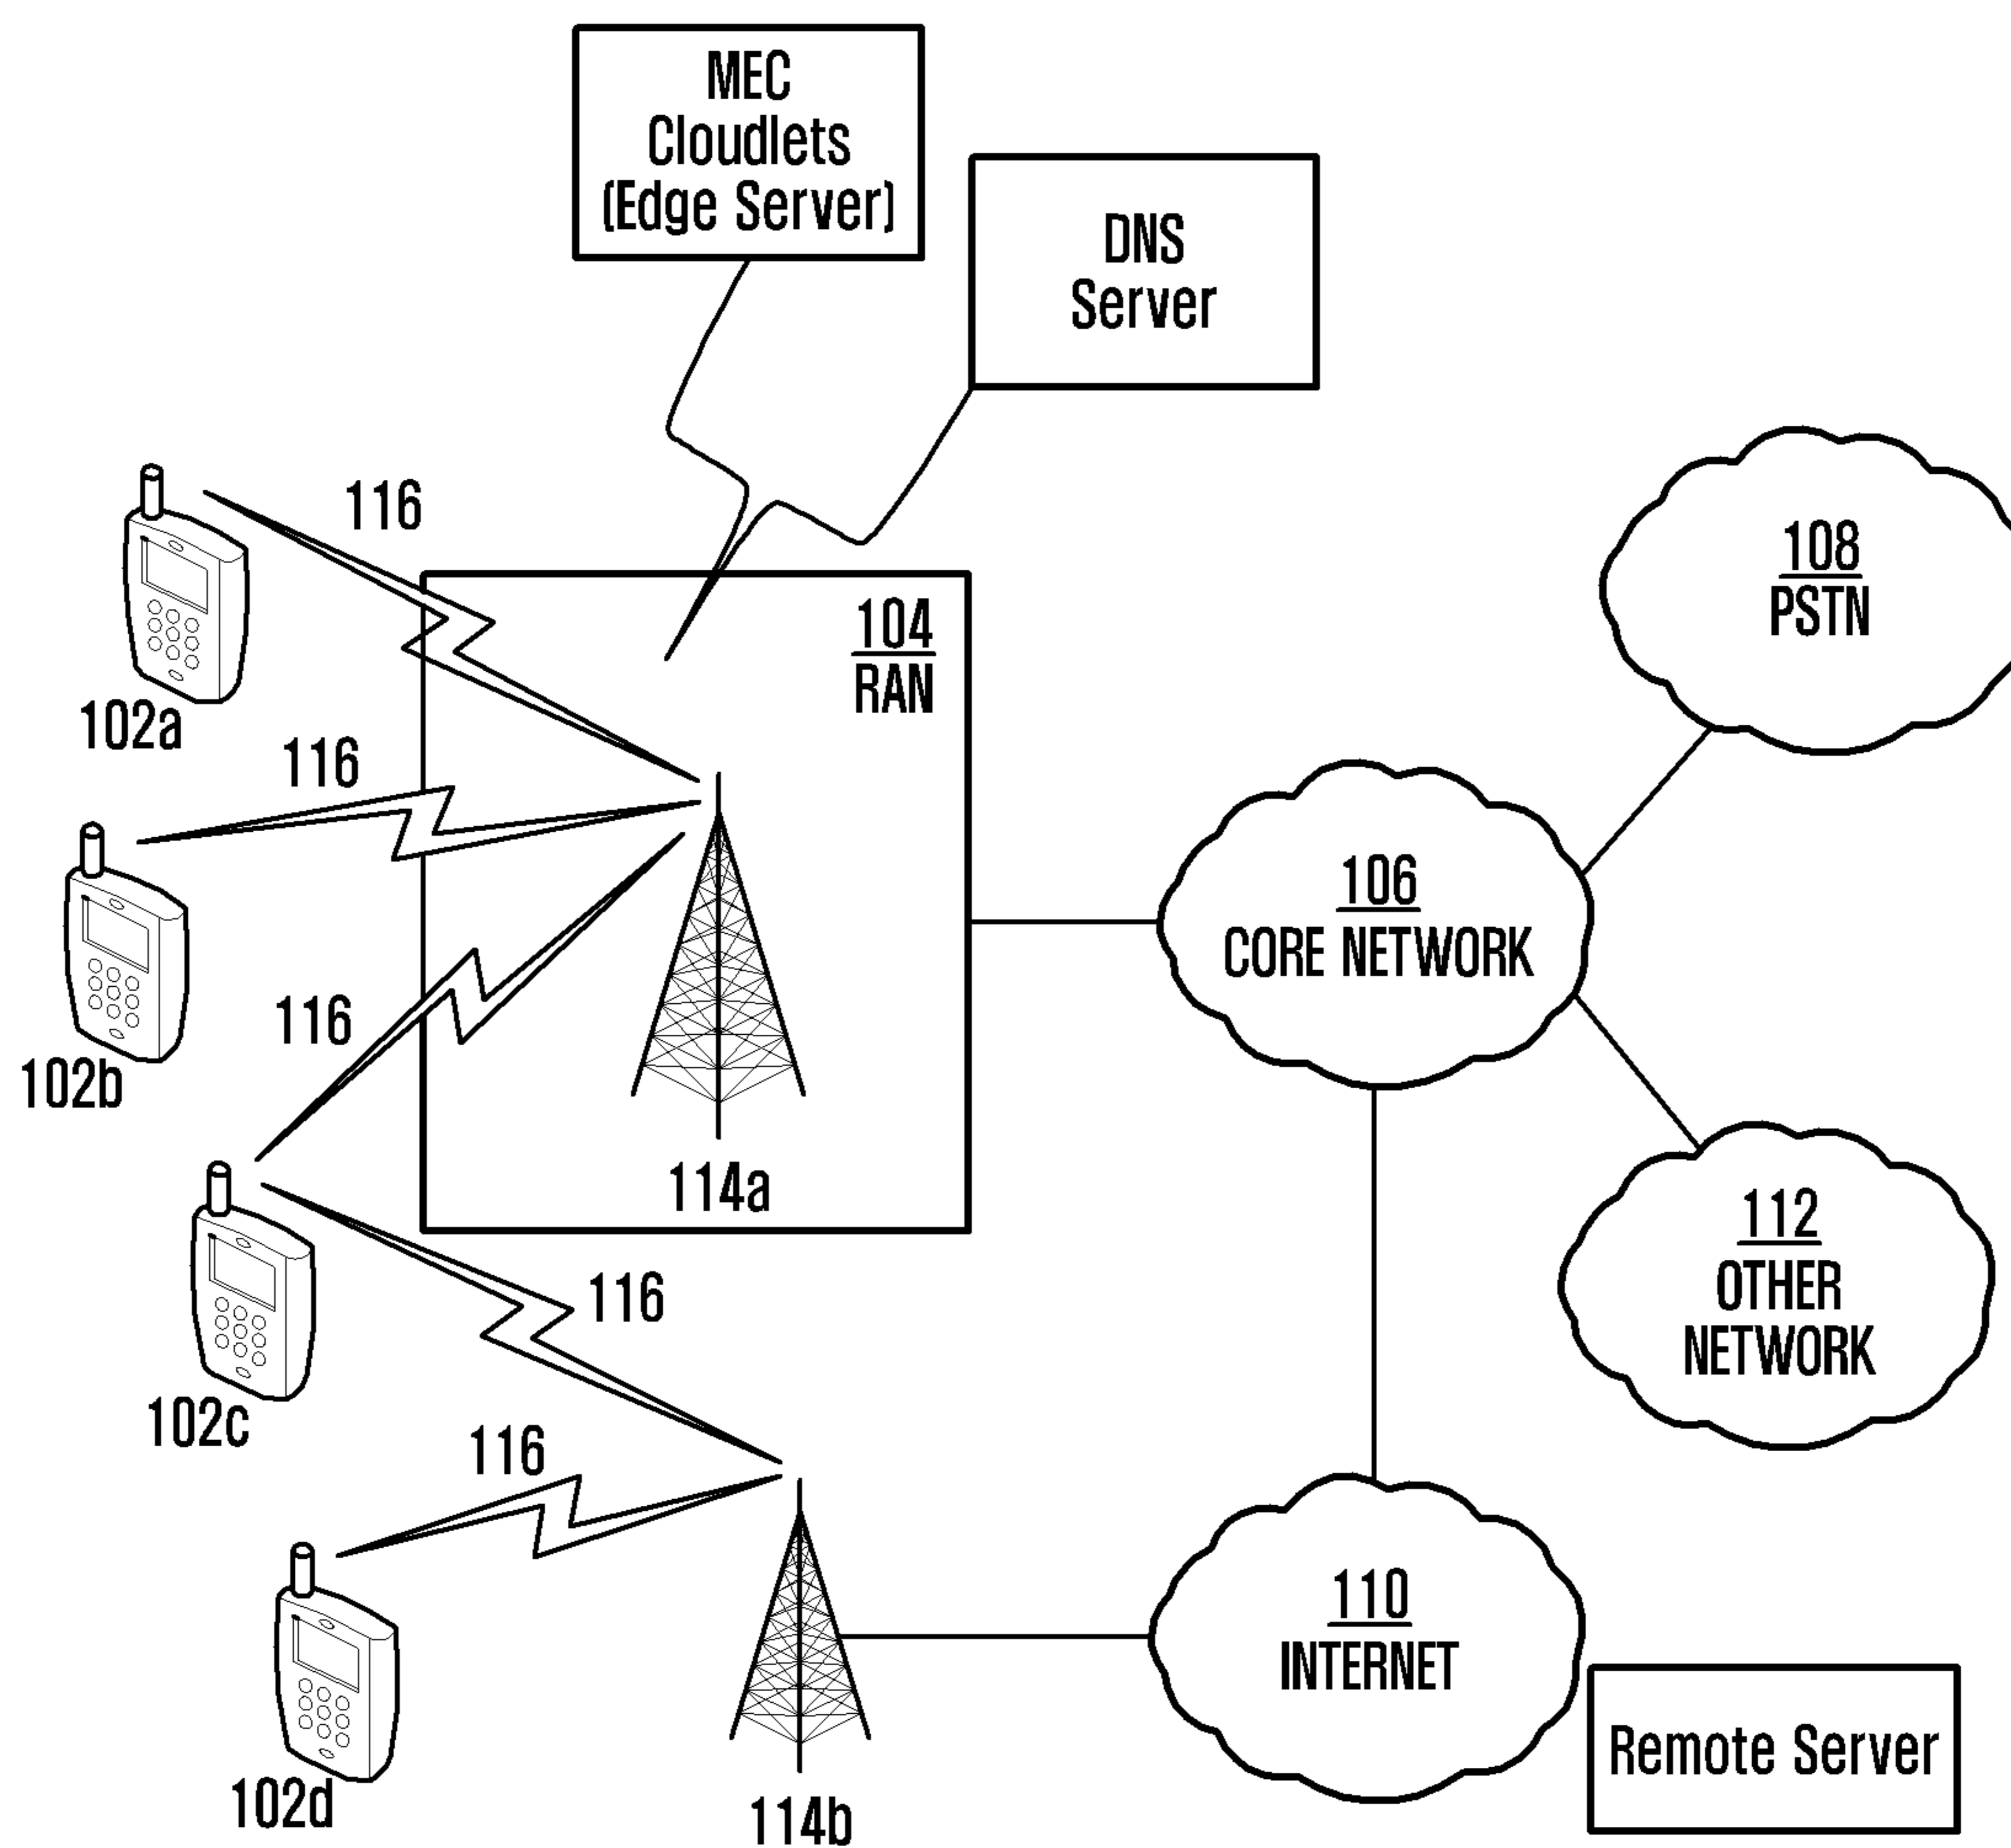 MEC
Cloudlets
(Edge Server)
DNS
Server
116
102a
104
RAN
108
PSTN
116
102b
106
CORE NETWORK
116
114a
116
102c
112
OTHER
NETWORK
116
102d
114b
110
INTERNET
Remote Server